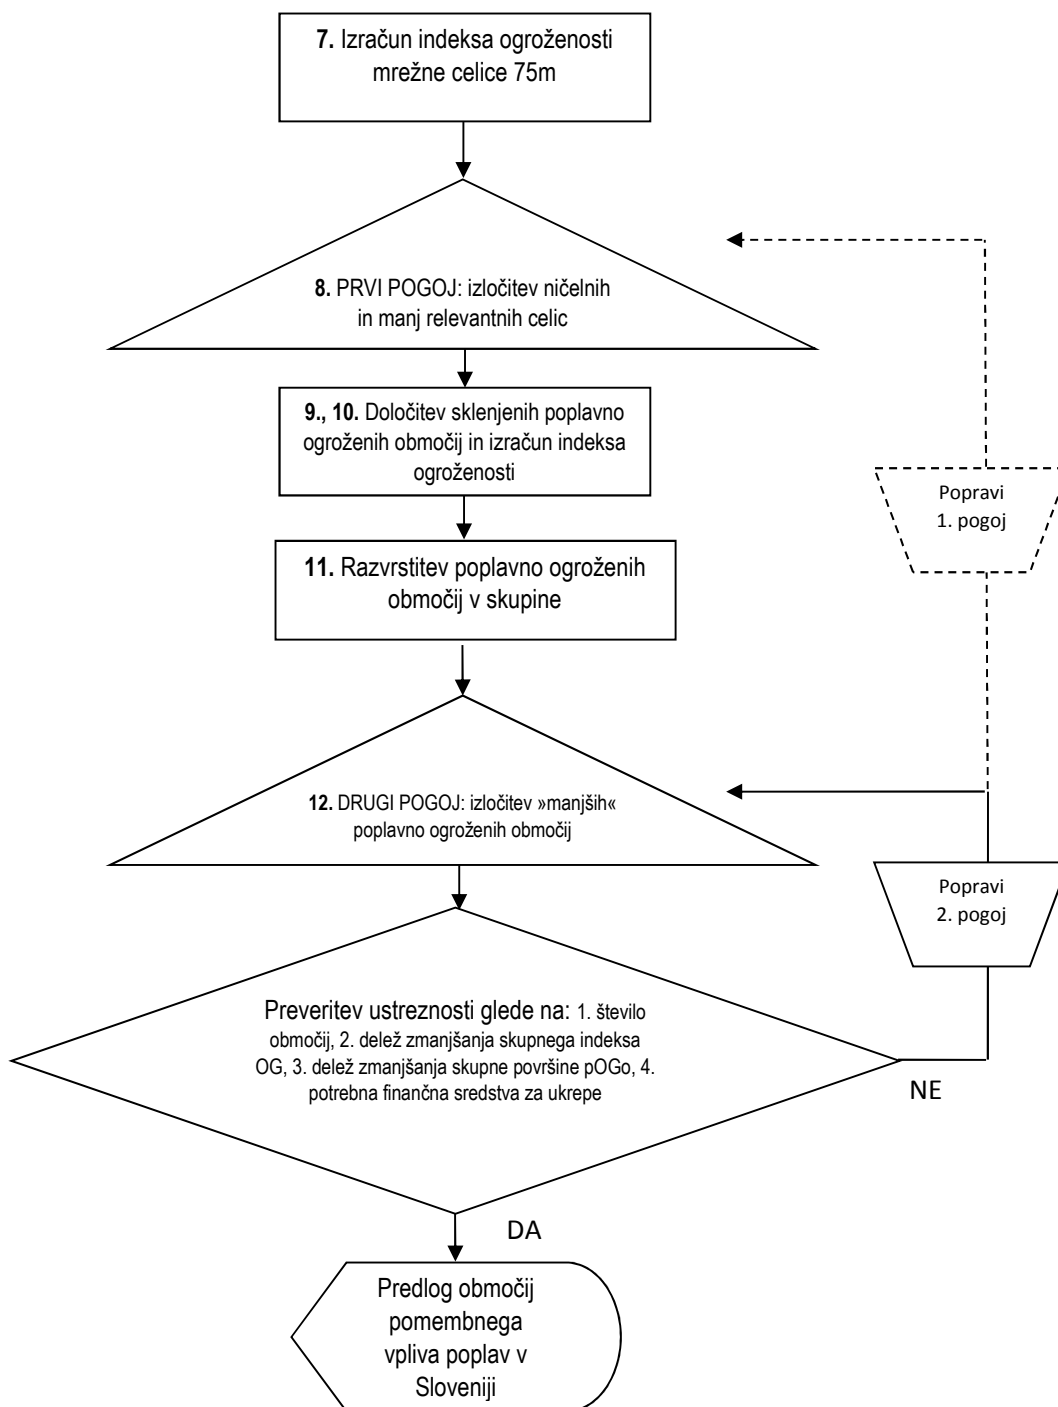 7. Izračun indeksa ogroženosti
mrežne celice 75m
8. PRVI POGOJ: izločitev ničelnih
in manj relevantnih celic
9., 10. Določitev sklenjenih poplavno
ogroženih območij in izračun indeksa
ogroženosti
Popravi
1. pogoj
11. Razvrstitev poplavno ogroženih
območij v skupine
12. DRUGI POGOJ: izločitev »manjših«
poplavno ogroženih območij
Popravi
2. pogoj
Preveritev ustreznosti glede na: 1. število
območij, 2. delež zmanjšanja skupnega indeksa
OG, 3. delež zmanjšanja skupne površine pOGo, 4.
potrebna finančna sredstva za ukrepe
NE
DA
Predlog območij
pomembnega
vpliva poplav v
Sloveniji